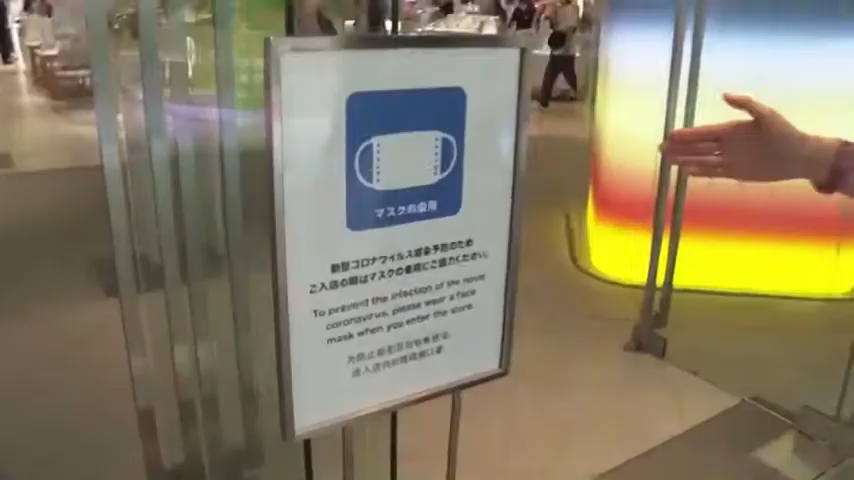 マスクの着用
新型コロナウイルス感染予防のため
ご入店の際はマスクの着用にご協力ください。
To prevent the infection of the novel
coronavirus, please wear a face
mask when you enter the store.
为防止新型冠状病毒感染，
进入店内时请佩戴口罩。